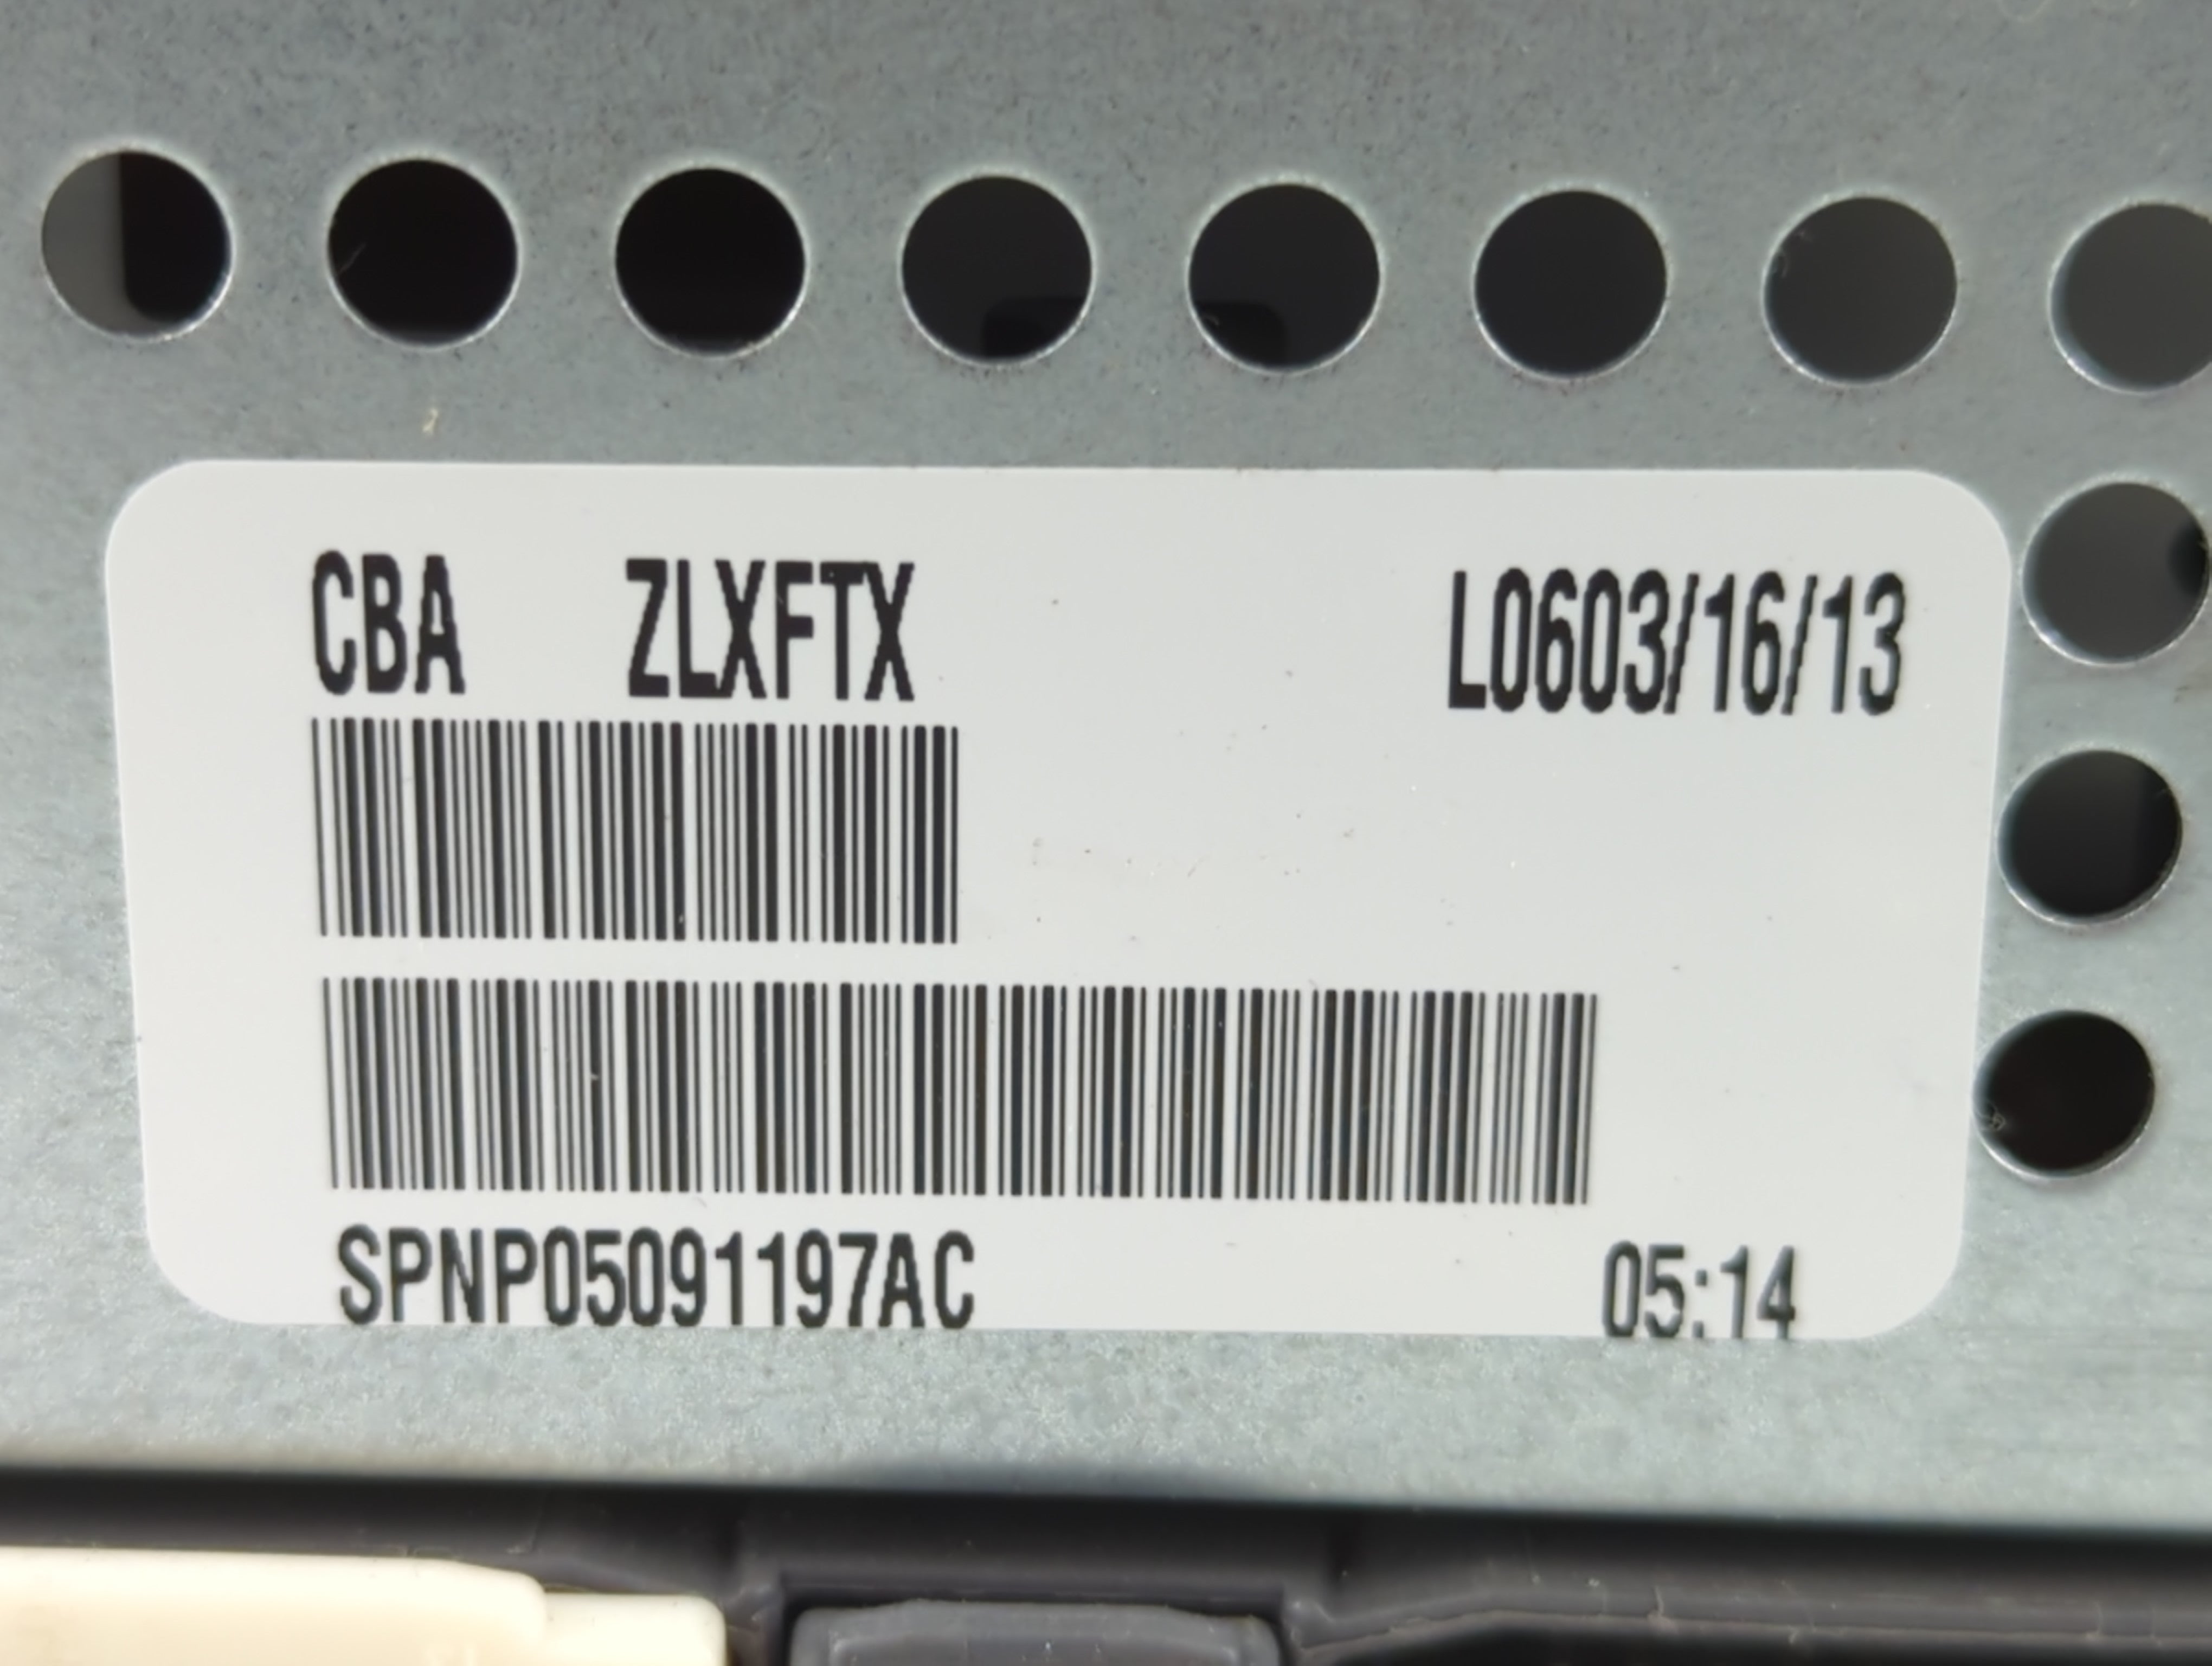 CBA ZLXFTX L0603/16/13
SPNP05091197AC 05:14